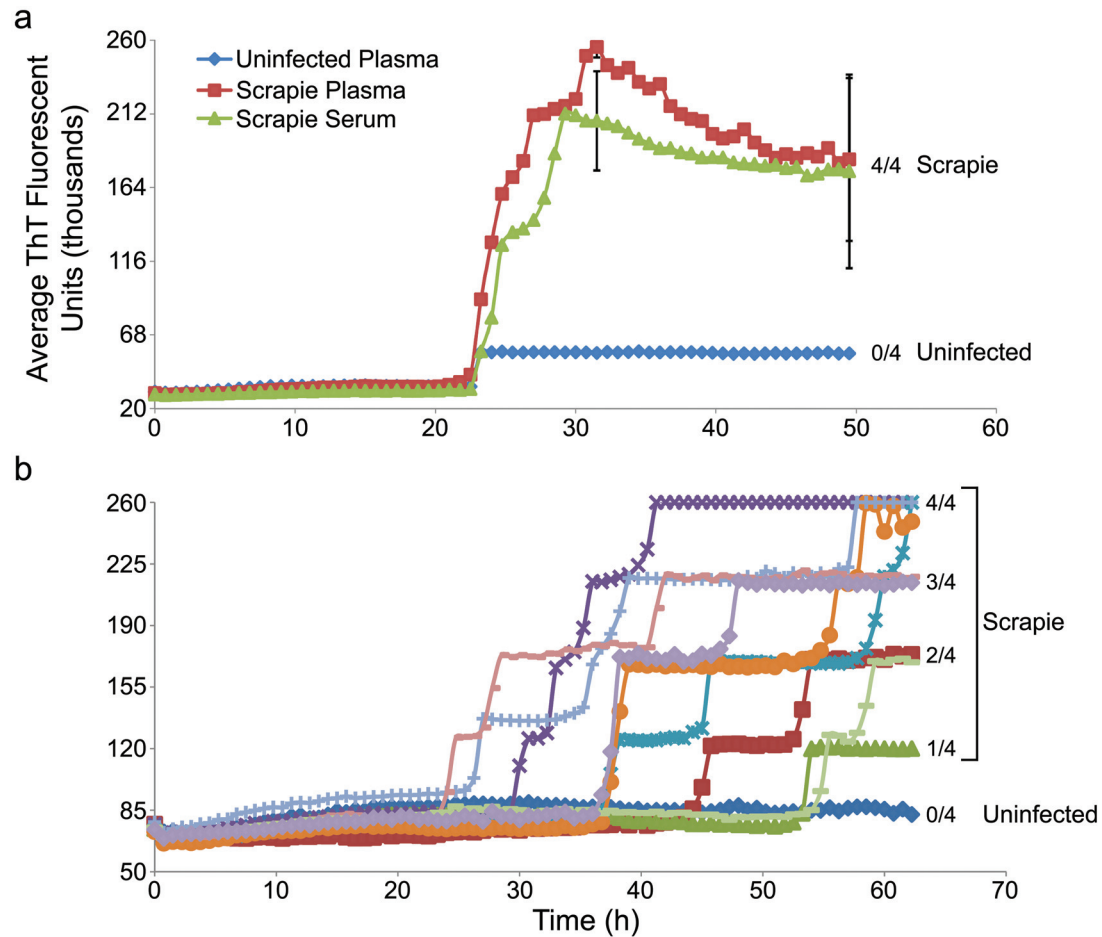 a
Average ThT Fluorescent
Units (thousands)
260
212
164
116
68
20
Uninfected Plasma
Scrapie Plasma
Scrapie Serum
4/4 Scrapie
0/4 Uninfected
0 10 20 30 40 50 60
b
260
225
190
155
120
85
50
4/4
3/4
2/4
1/4
Scrapie
0/4 Uninfected
0 10 20 30 40 50 60 70
Time (h)